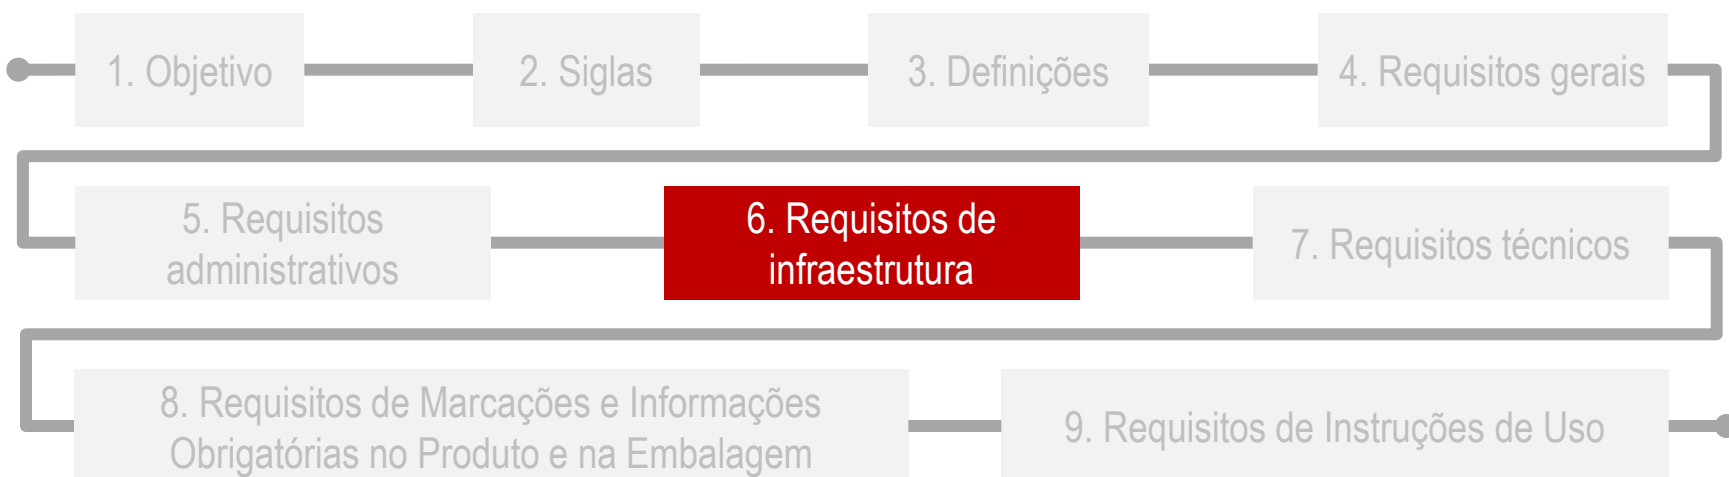 1. Objetivo
2. Siglas
3. Definições
4. Requisitos gerais
5. Requisitos
administrativos
6. Requisitos de
infraestrutura
7. Requisitos técnicos
8. Requisitos de Marcações e Informações
Obrigatórias no Produto e na Embalagem
9. Requisitos de Instruções de Uso